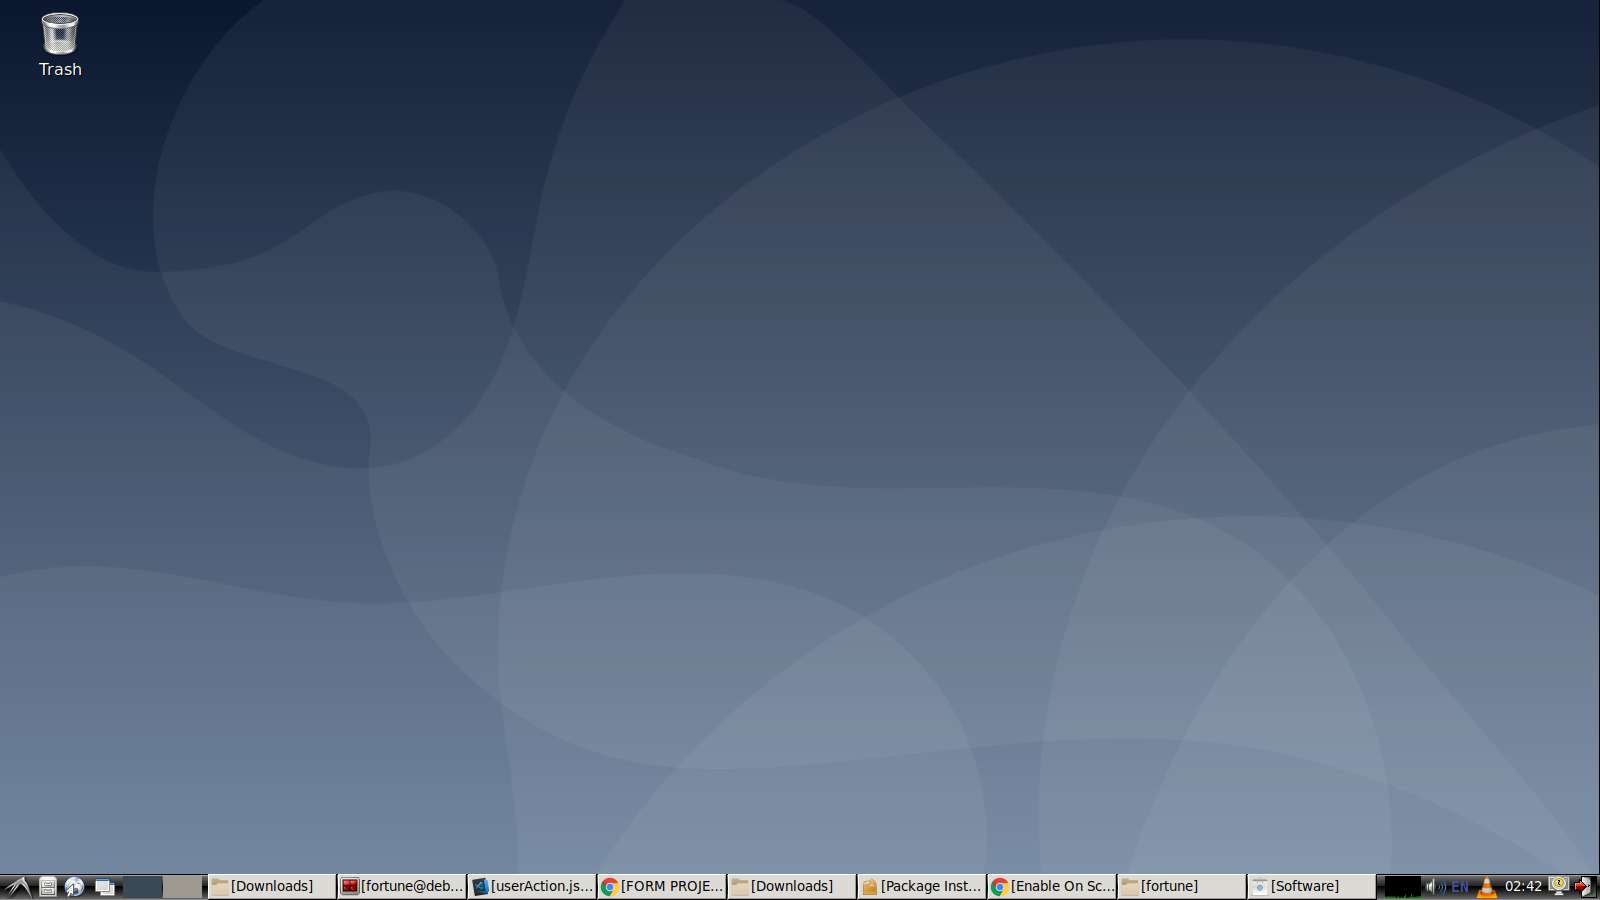 Trash
[Downloads]
[fortune@deb...
[userAction.js...
[FORM PROJE...
[Downloads]
[Package Inst...
[Enable On Sc...
[fortune]
[Software]
EN
02:42